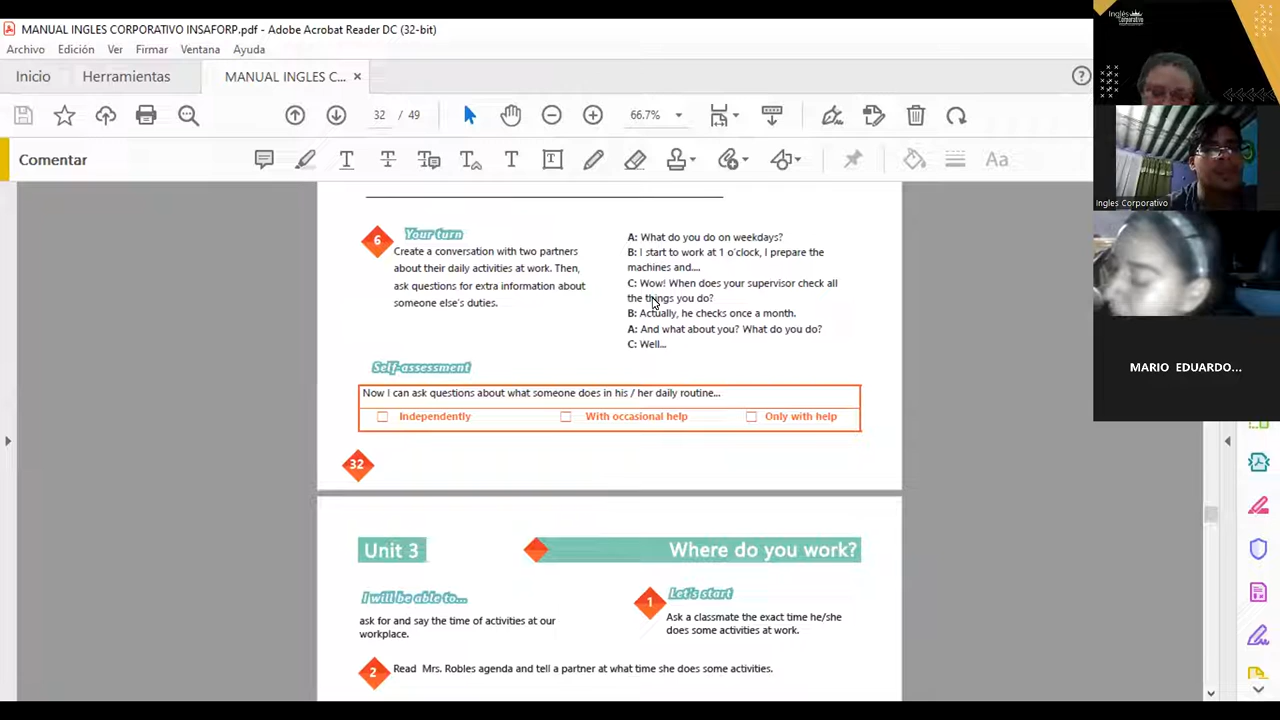 MANUAL INGLES CORPORATIVO INSAFORP.pdf - Adobe Acrobat Reader DC (32-bit)
Archivo Edición Ver Firmar Ventana Ayuda
Inicio Herramientas MANUAL INGLES C... ×
32 / 49 66.7%
Comentar
6 Your turn
Create a conversation with two partners
about their daily activities at work. Then,
ask questions for extra information about
someone else's duties.
A: What do you do on weekdays?
B: I start to work at 1 o'clock, I prepare the
machines and....
C: Wow! When does your supervisor check all
the things you do?
B: Actually, he checks once a month.
A: And what about you? What do you do?
C: Well...
Self-assessment
Now I can ask questions about what someone does in his / her daily routine...
Independently With occasional help Only with help
32
Unit 3 Where do you work?
I will be able to...
ask for and say the time of activities at our
workplace.
1 Let's start
Ask a classmate the exact time he/she
does some activities at work.
2 Read Mrs. Robles agenda and tell a partner at what time she does some activities.
Inglés
Corporativo
Ingles Corporativo
MARIO EDUARDO...